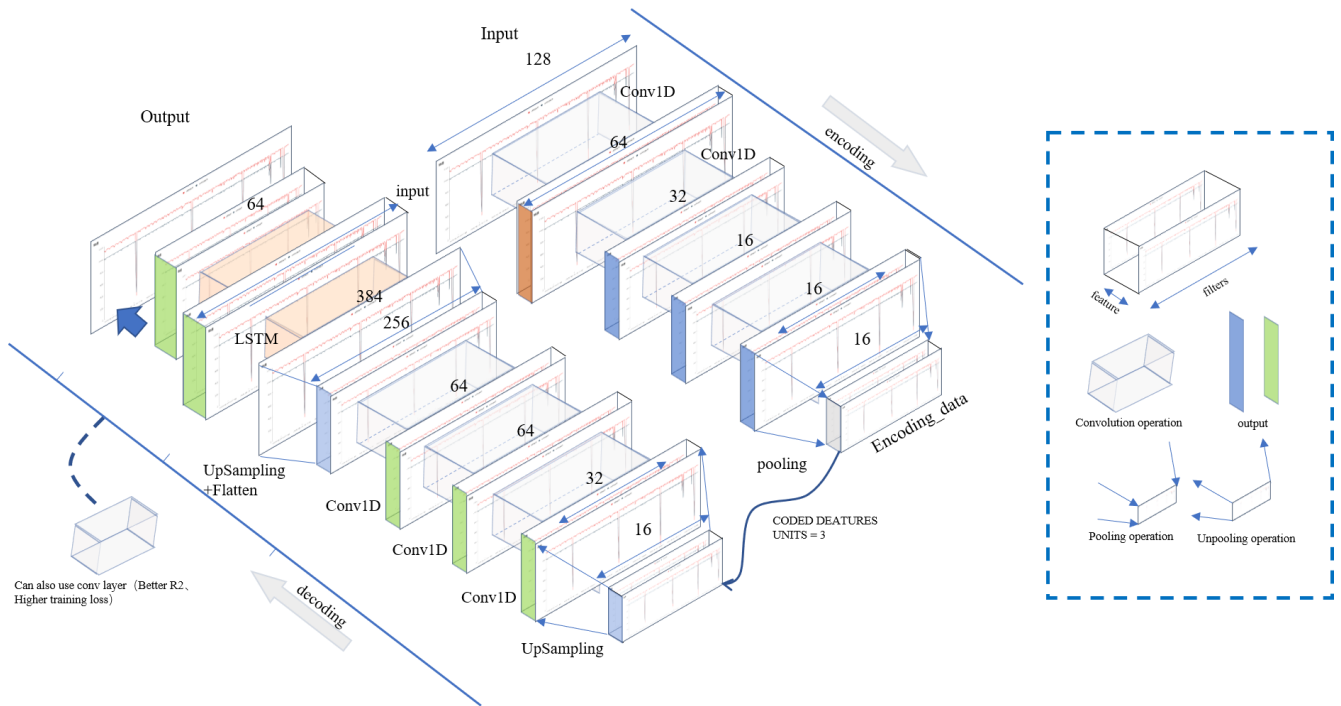 Input
128
Conv1D
64
Conv1D
32
16
16
16
encoding
Encoding_data
pooling
CODED DEATURES
UNITS = 3
Output
64
input
384
LSTM
256
UpSampling
+Flatten
64
Conv1D
64
Conv1D
32
Conv1D
16
UpSampling
decoding
Can also use conv layer（Better R2、
Higher training loss）
feature
filters
Convolution operation
output
Pooling operation
Unpooling operation